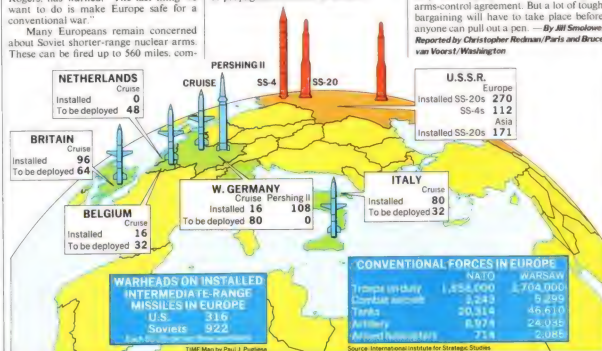 Rogers, has warned. "The last thing
want to do is make Europe safe for a
conventional war."
Many Europeans remain concerned
about Soviet shorter-range nuclear arms.
These can be fired up to 560 miles, com-
arms-control agreement. But a lot of tough
bargaining will have to take place before
anyone can pull out a pen. —By Jill Smolowe.
Reported by Christopher Redman/Paris and Bruce
van Voorst/Washington
NETHERLANDS
Cruise
Installed 0
To be deployed 48
CRUISE
PERSHING II
SS-4
SS-20
U.S.S.R.
Europe
Installed SS-20s 270
SS-4s 112
Asia
Installed SS-20s 171
BRITAIN
Cruise
Installed 96
To be deployed 64
BELGIUM
Cruise
Installed 16
To be deployed 32
W. GERMANY
Cruise Pershing II
Installed 16 108
To be deployed 80 0
ITALY
Cruise
Installed 80
To be deployed 32
WARHEADS ON INSTALLED
INTERMEDIATE-RANGE
MISSILES IN EUROPE
U.S. 316
Soviets 922
TIME Map by Paul J. Pugliese
CONVENTIONAL FORCES IN EUROPE
NATO WARSAW
Troops on duty 1,858,000 2,704,000
Combat aircraft 3,243 5,299
Tanks 20,314 46,610
Artillery 8,974 24,035
Armed helicopters 714 2,085
Source: International Institute for Strategic Studies